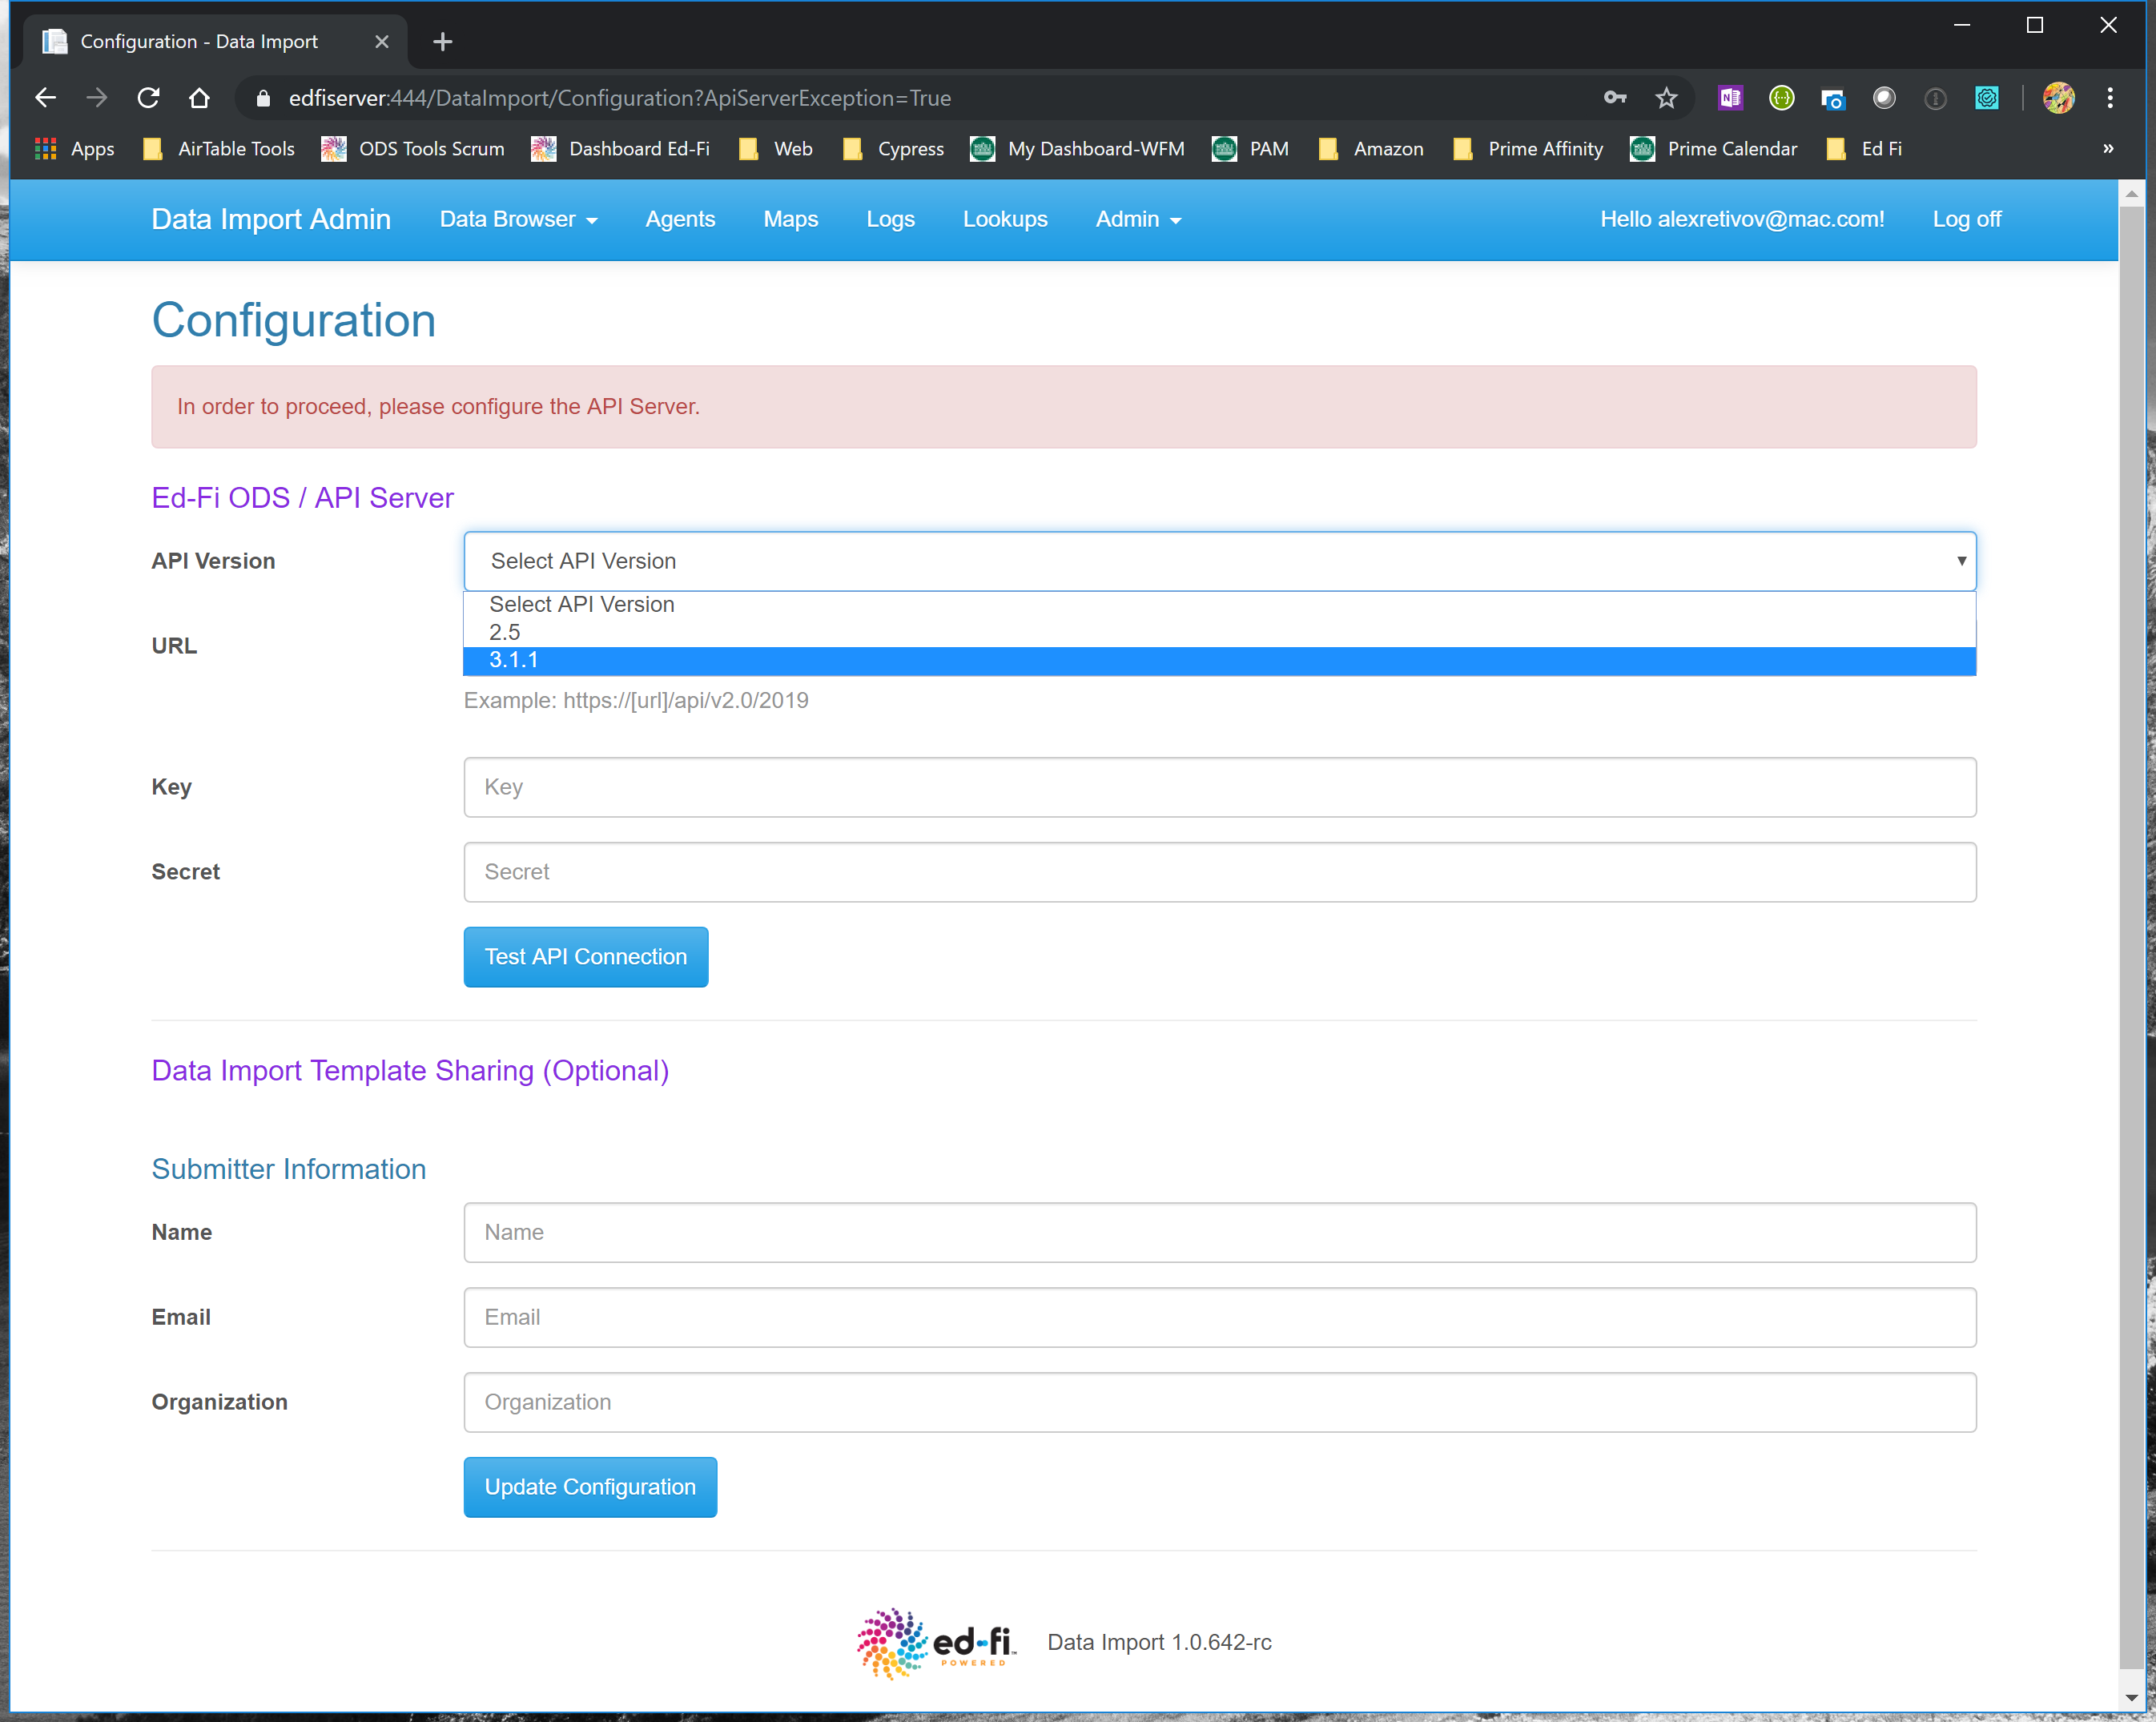 Configuration - Data Import
edfiserver:444/DataImport/Configuration?ApiServerException=True
Apps AirTable Tools ODS Tools Scrum Dashboard Ed-Fi Web Cypress My Dashboard-WFM PAM Amazon Prime Affinity Prime Calendar Ed Fi »
Data Import Admin Data Browser Agents Maps Logs Lookups Admin Hello alexretivov@mac.com! Log off
Configuration
In order to proceed, please configure the API Server.
Ed-Fi ODS / API Server
API Version Select API Version
Select API Version
2.5
URL
3.1.1
Example: https://[url]/api/v2.0/2019
Key Key
Secret Secret
Test API Connection
Data Import Template Sharing (Optional)
Submitter Information
Name Name
Email Email
Organization Organization
Update Configuration
ed-fi™ Data Import 1.0.642-rc
POWERED